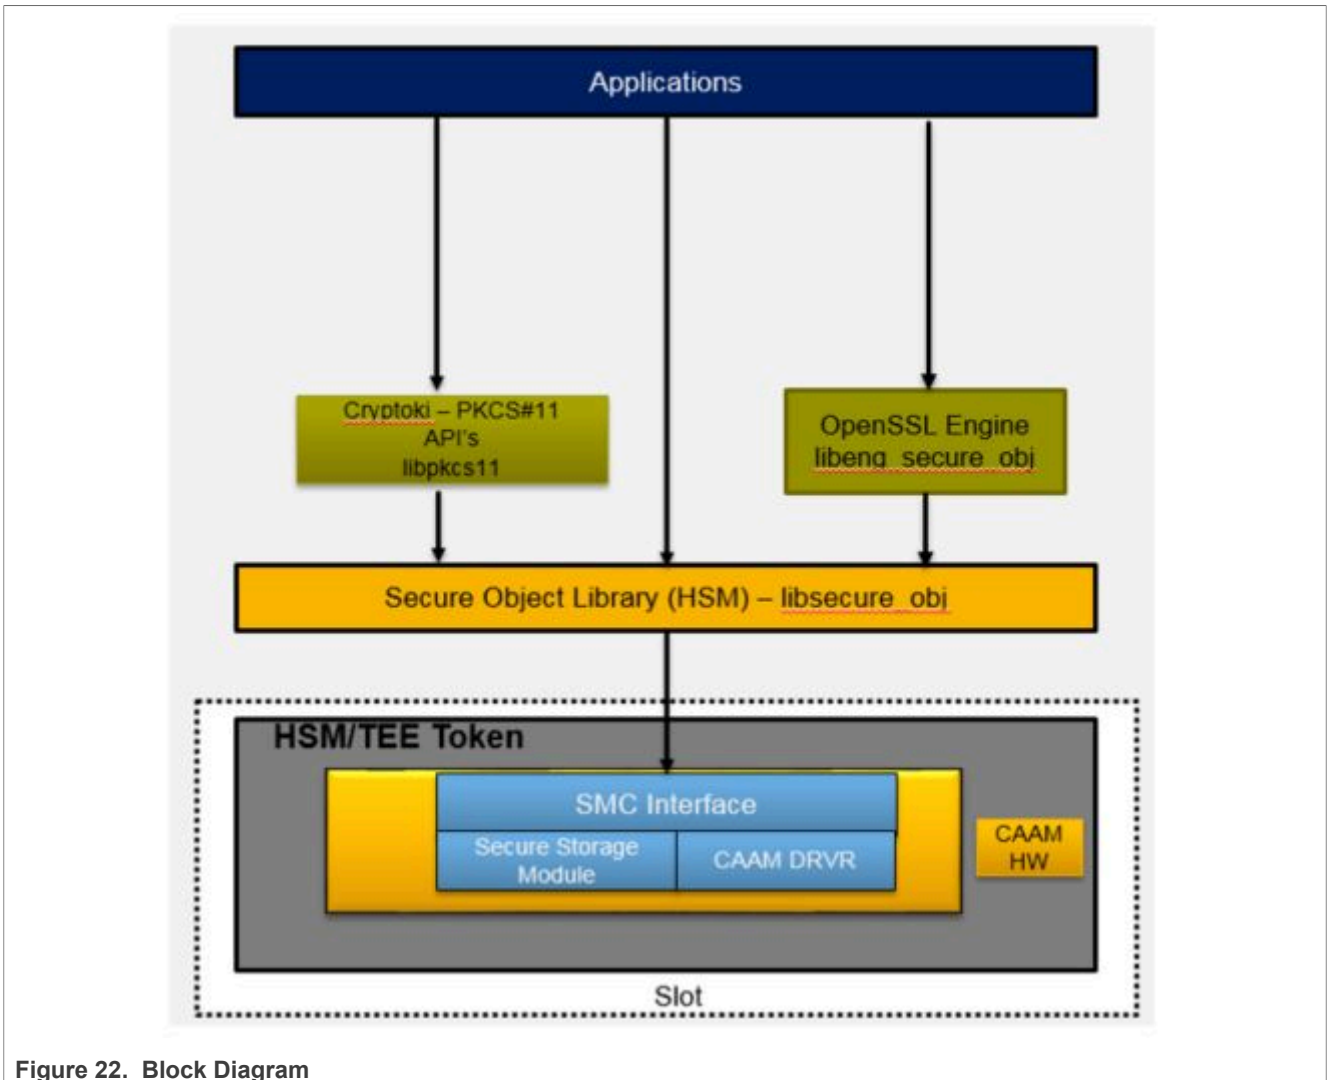 Applications
Cryptoki – PKCS#11
API's
libpkcs11
OpenSSL Engine
libeng_secure_obj
Secure Object Library (HSM) – libsecure_obj
HSM/TEE Token
SMC Interface
Secure Storage
Module
CAAM DRVR
CAAM
HW
Slot
Figure 22. Block Diagram